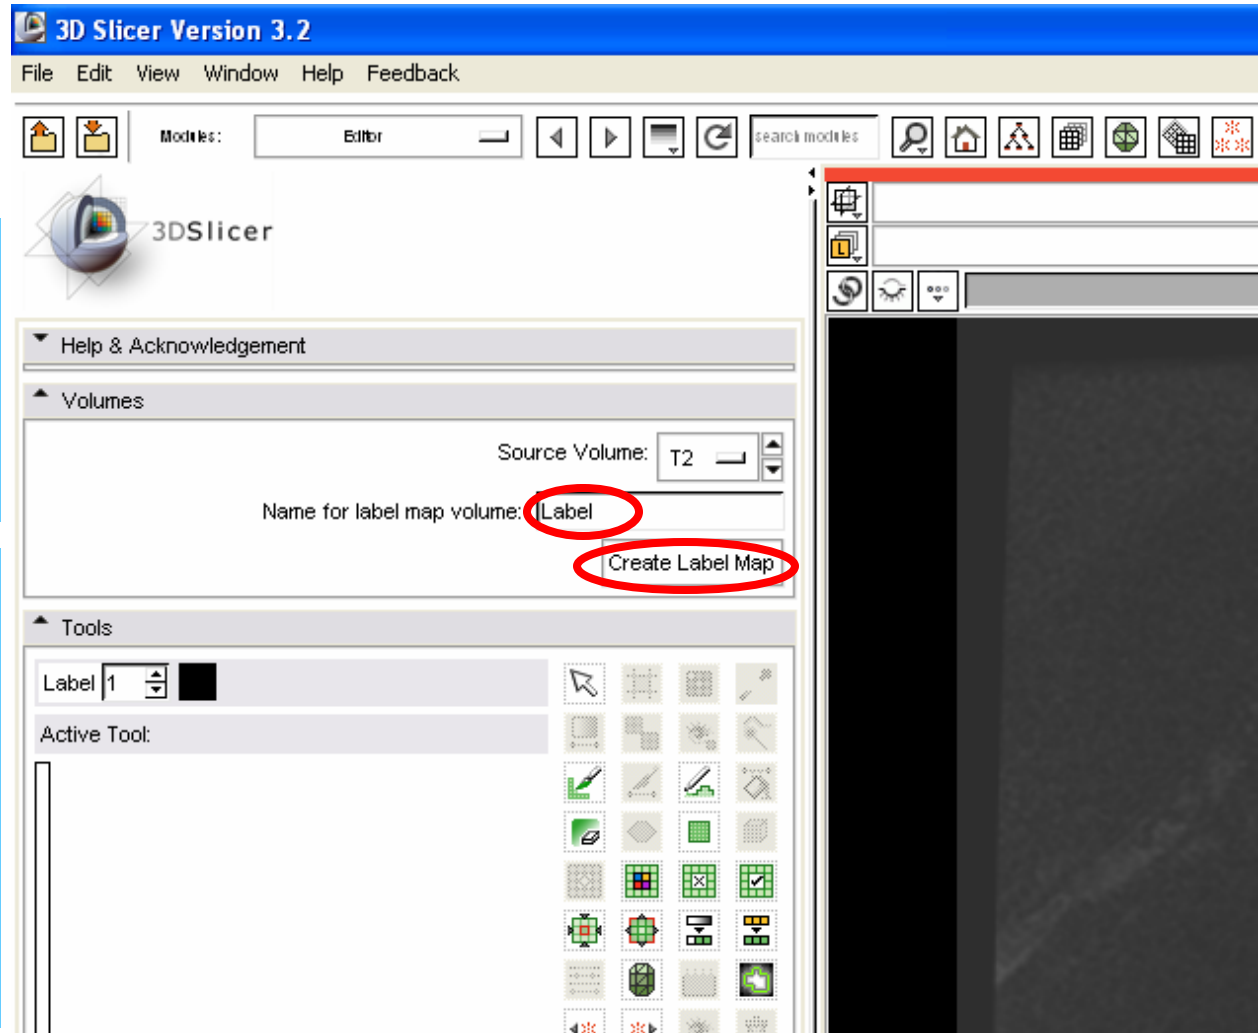 3D Slicer Version 3.2
File Edit View Window Help Feedback
Modules: Editor search modules
3DSlicer
L
Help & Acknowledgement
Volumes
Source Volume: T2
Name for label map volume: Label
Create Label Map
Tools
Label 1
Active Tool: